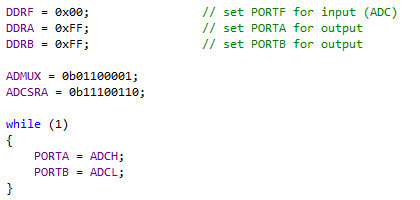 DDRF = 0x00; // set PORTF for input (ADC)
DDRA = 0xFF; // set PORTA for output
DDRB = 0xFF; // set PORTB for output
ADMUX = 0b01100001;
ADCSRA = 0b11100110;
while (1)
{
PORTA = ADCH;
PORTB = ADCL;
}